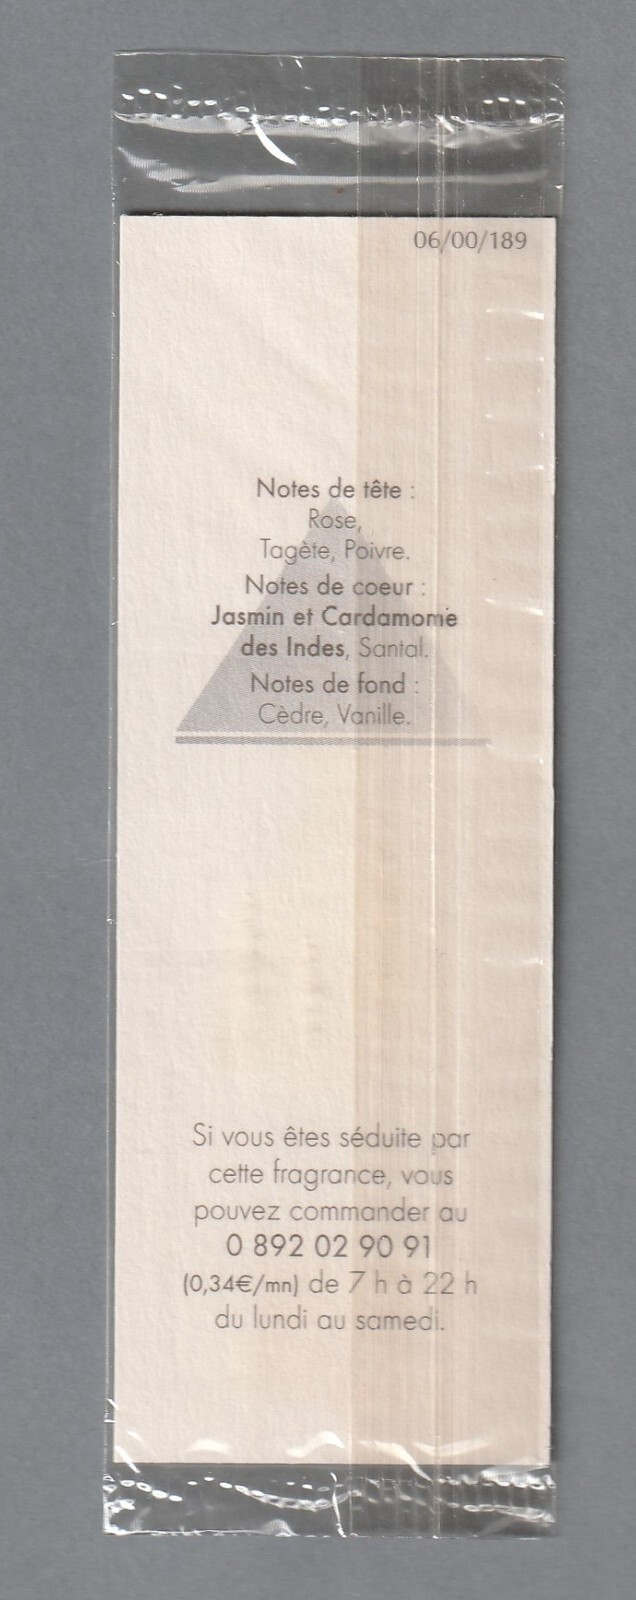 06/00/189
Notes de tête :
Rose,
Tagète, Poivre.
Notes de coeur :
Jasmin et Cardamome
des Indes, Santal.
Notes de fond :
Cèdre, Vanille.
Si vous êtes séduite par
cette fragrance, vous
pouvez commander au
0 892 02 90 91
(0,34€/mn) de 7 h à 22 h
du lundi au samedi.